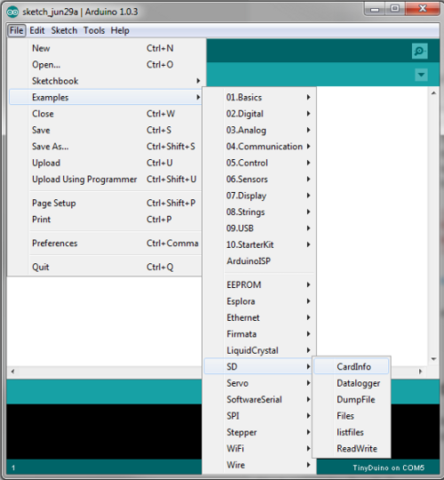 sketch_jun29a | Arduino 1.0.3
File Edit Sketch Tools Help
New Ctrl+N
Open... Ctrl+O
Sketchbook
Examples
Close Ctrl+W
Save Ctrl+S
Save As... Ctrl+Shift+S
Upload Ctrl+U
Upload Using Programmer Ctrl+Shift+U
Page Setup Ctrl+Shift+P
Print Ctrl+P
Preferences Ctrl+Comma
Quit Ctrl+Q
01.Basics
02.Digital
03.Analog
04.Communication
05.Control
06.Sensors
07.Display
08.Strings
09.USB
10.StarterKit
ArduinoISP
EEPROM
Esplora
Ethernet
Firmata
LiquidCrystal
SD
Servo
SoftwareSerial
SPI
Stepper
WiFi
Wire
CardInfo
Datalogger
DumpFile
Files
listfiles
ReadWrite
1 TinyDuino on COM5